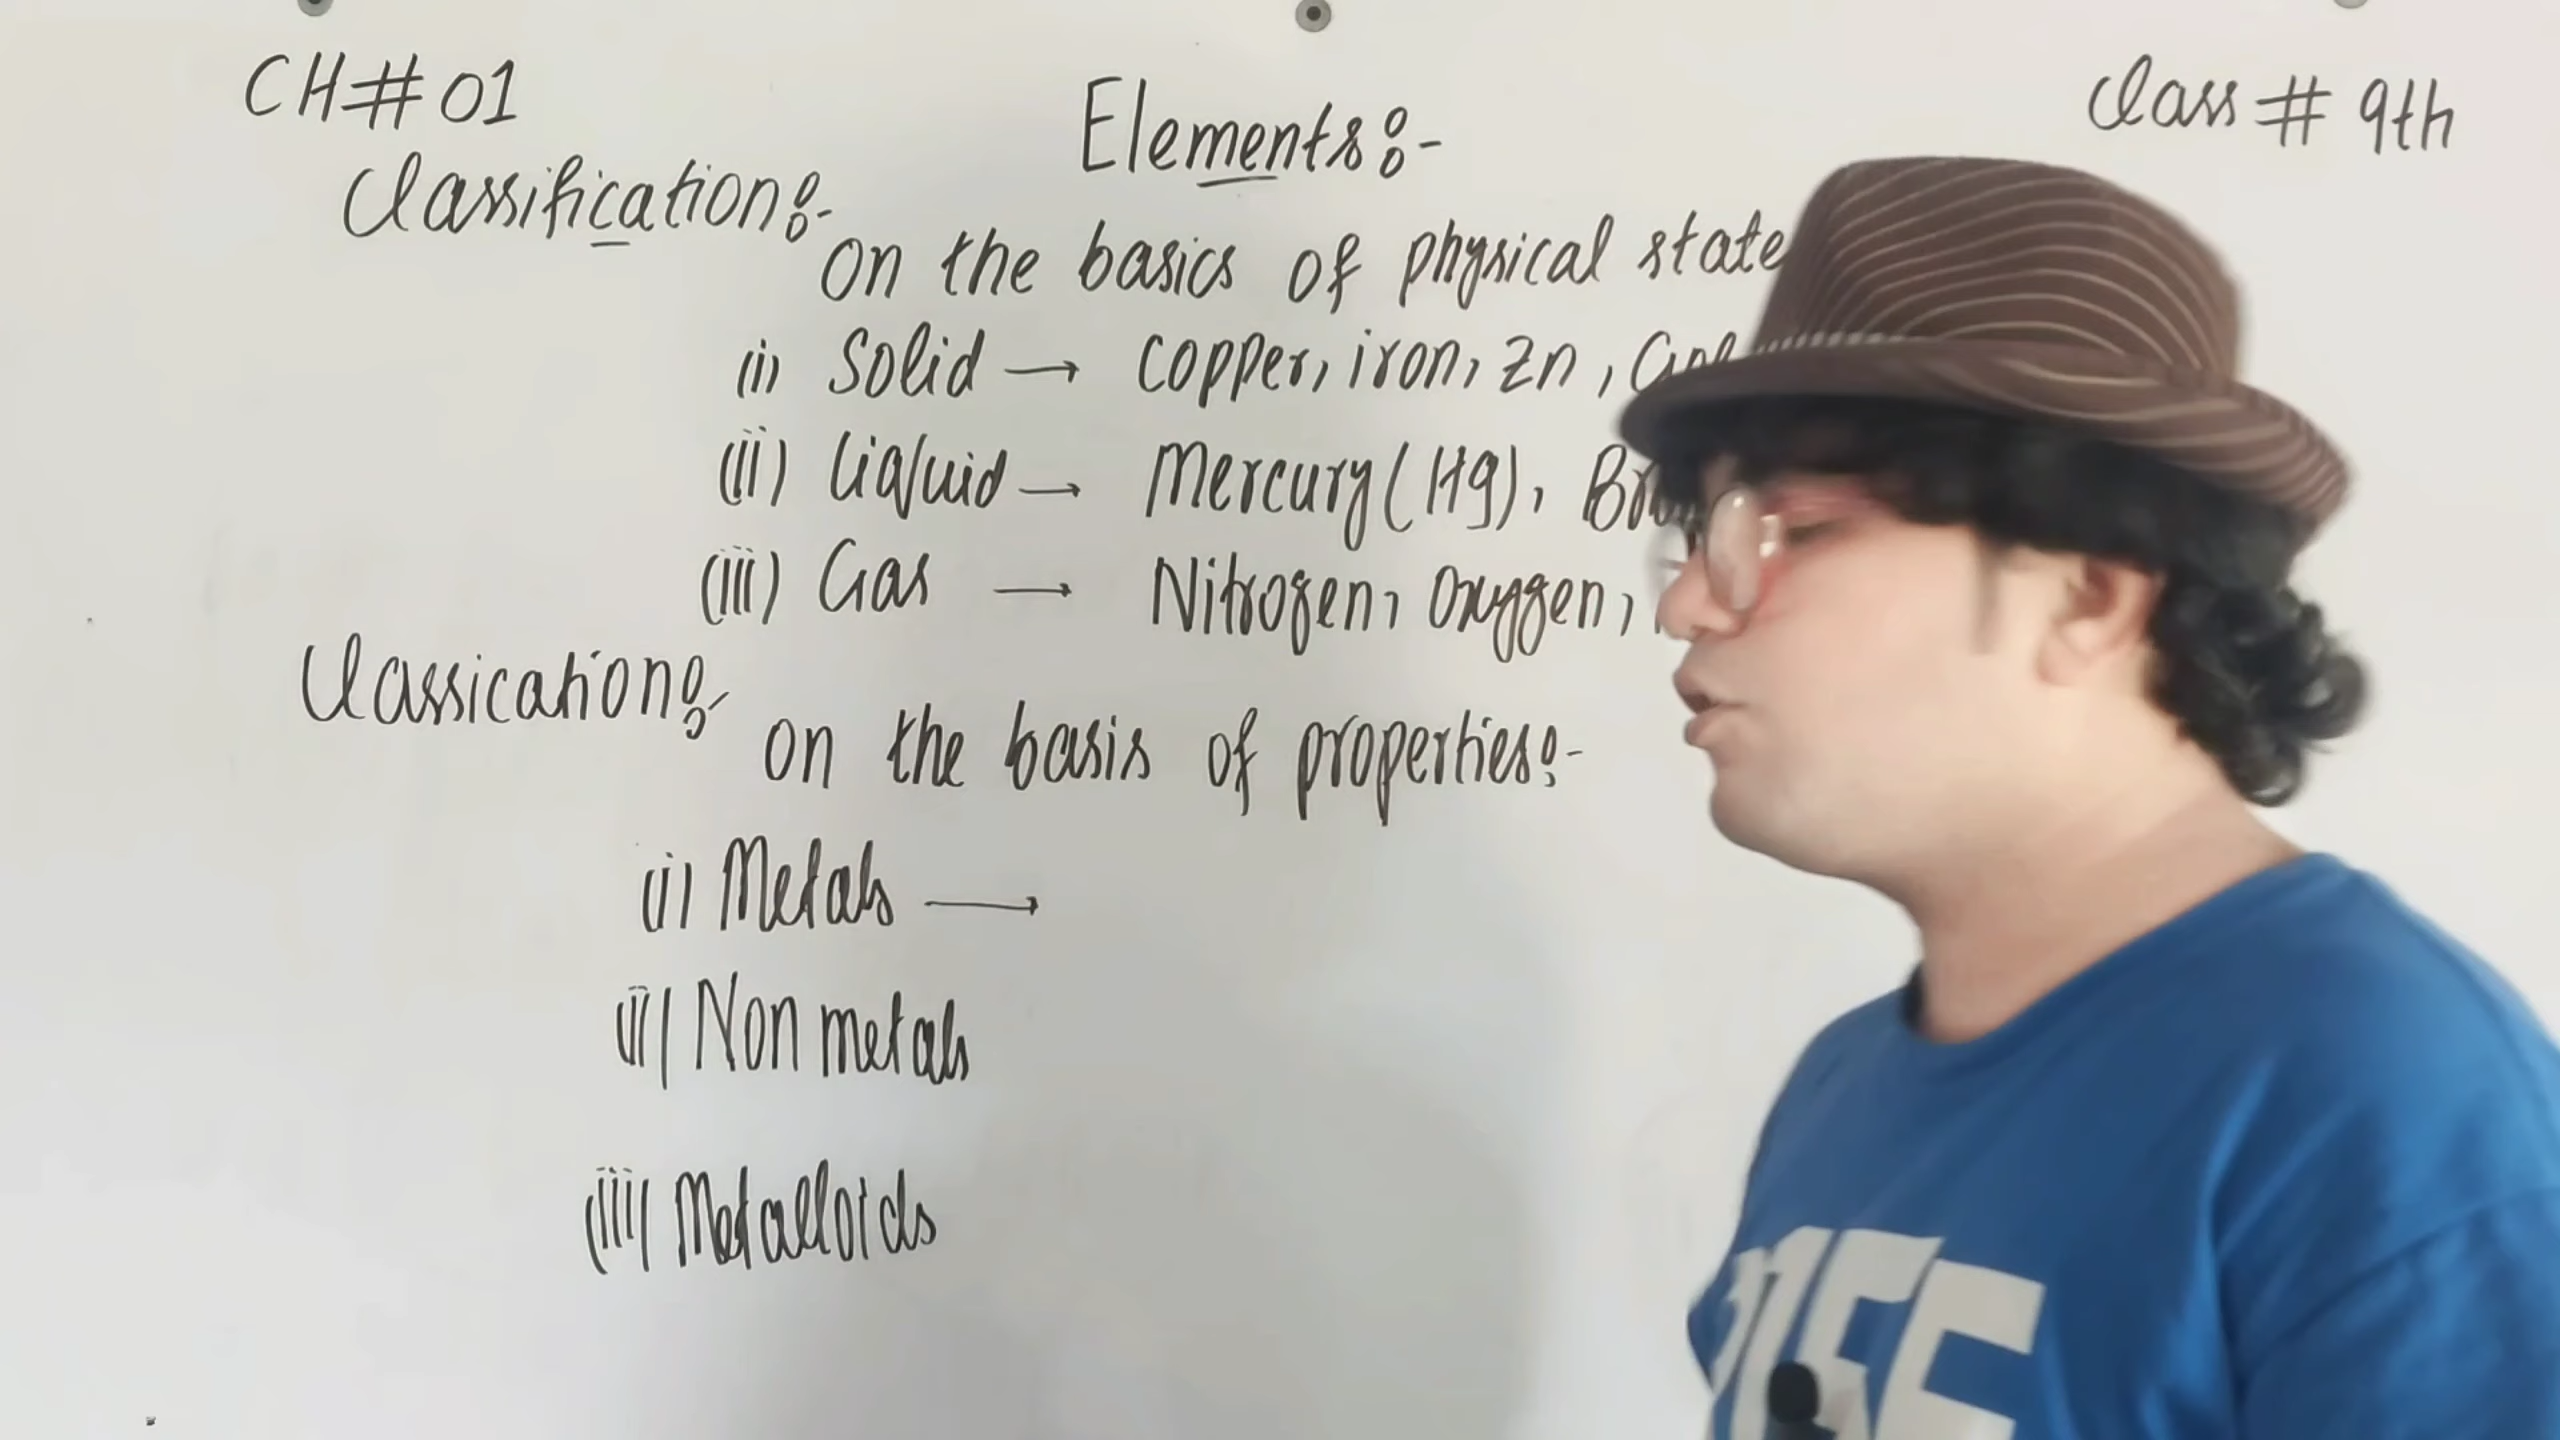 CH# 01
Elements:-
Class # 9th
Classification:-
on the basics of physical state
(i) Solid → Copper, iron, Zn,
(ii) Liquid → Mercury(Hg),
(iii) Gas → Nitrogen, Oxygen,
Classication:-
on the basis of properties:-
(i) Metals →
(ii) Non metals
(iii) Metalloids